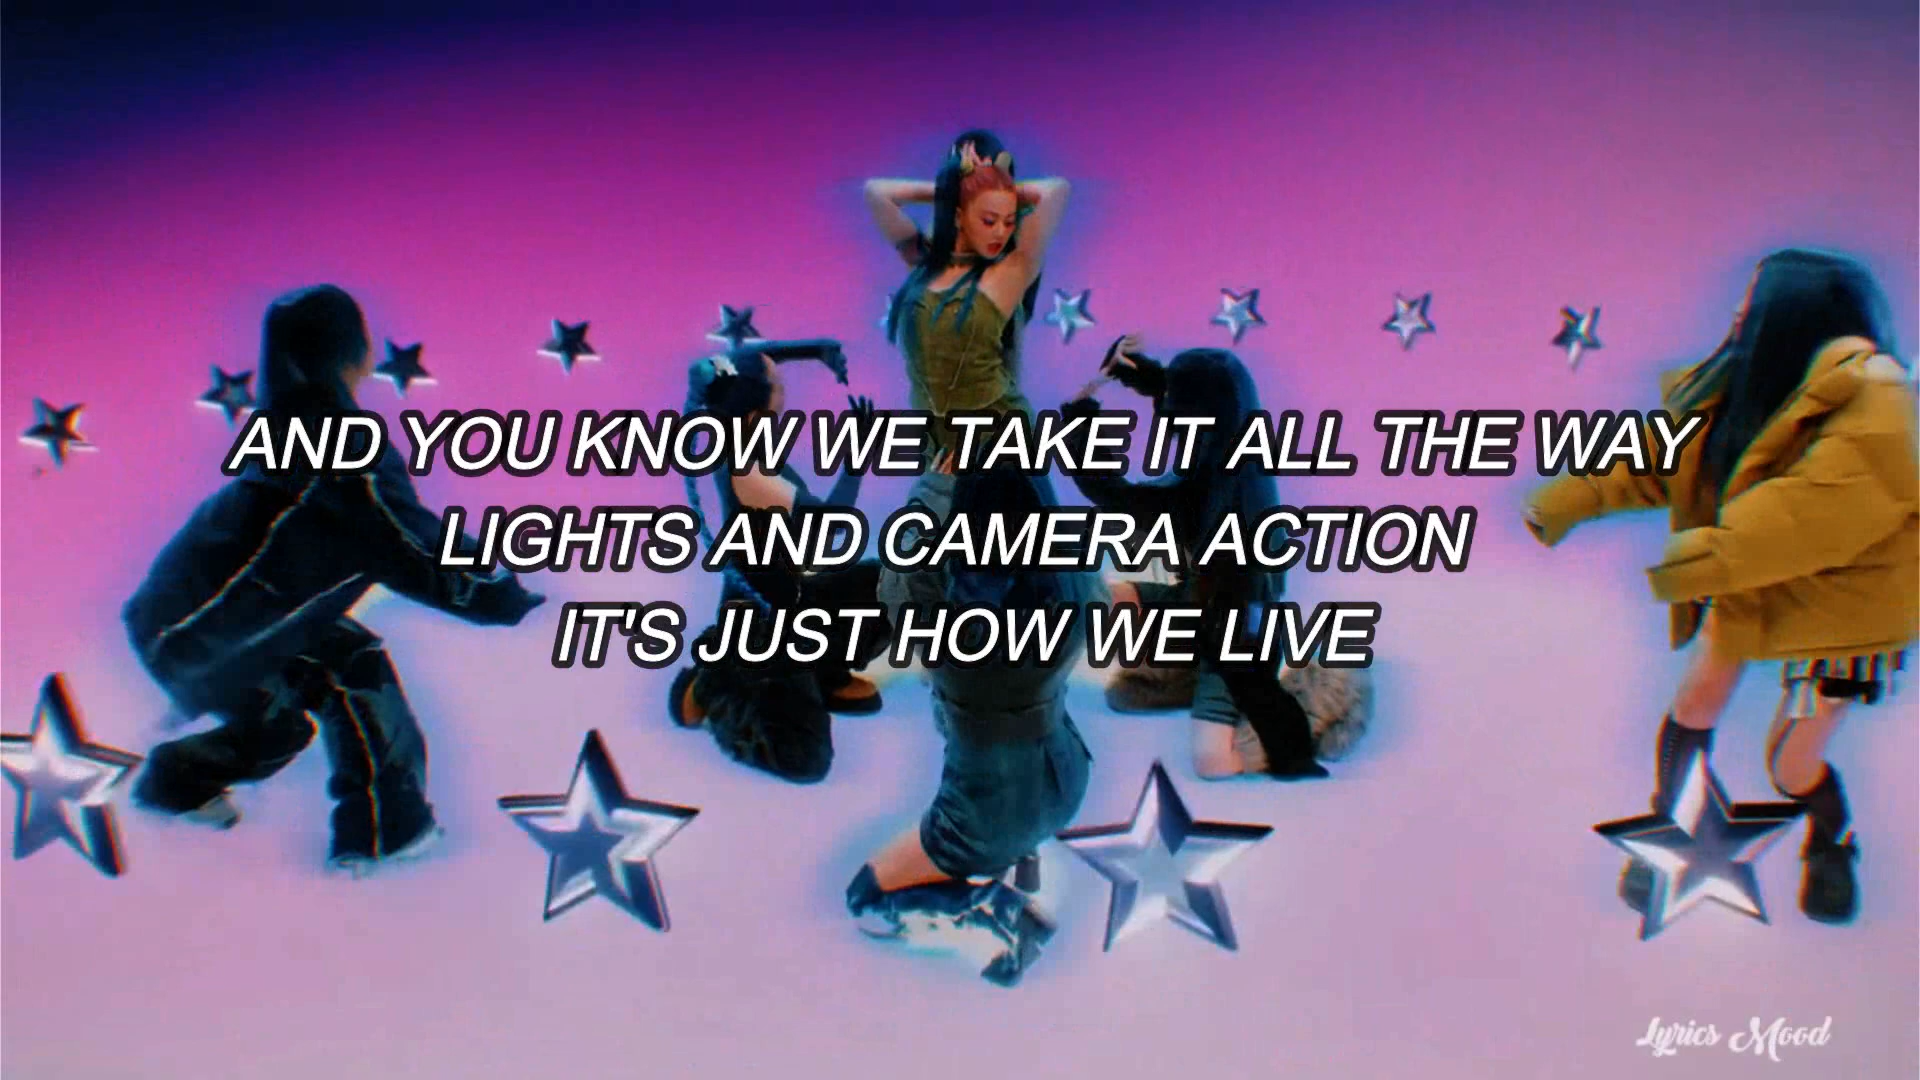 AND YOU KNOW WE TAKE IT ALL THE WAY
LIGHTS AND CAMERA ACTION
IT'S JUST HOW WE LIVE
Lyrics Mood